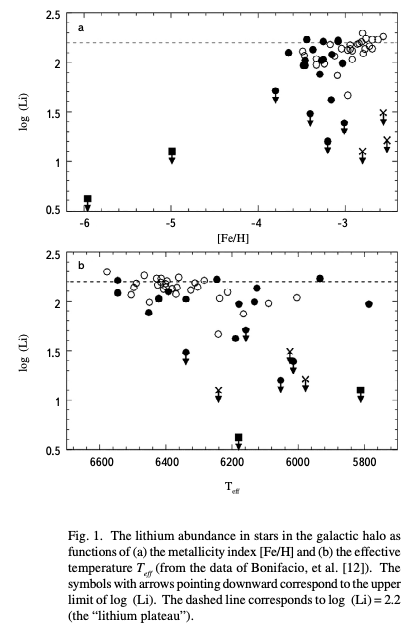 2.5
a
2
log (Li)
1.5
1
0.5
-6 -5 -4 -3
[Fe/H]
2.5
b
2
log (Li)
1.5
1
0.5
6600 6400 6200 6000 5800
T_eff
Fig. 1. The lithium abundance in stars in the galactic halo as
functions of (a) the metallicity index [Fe/H] and (b) the effective
temperature T_eff (from the data of Bonifacio, et al. [12]). The
symbols with arrows pointing downward correspond to the upper
limit of log (Li). The dashed line corresponds to log (Li) = 2.2
(the “lithium plateau”).